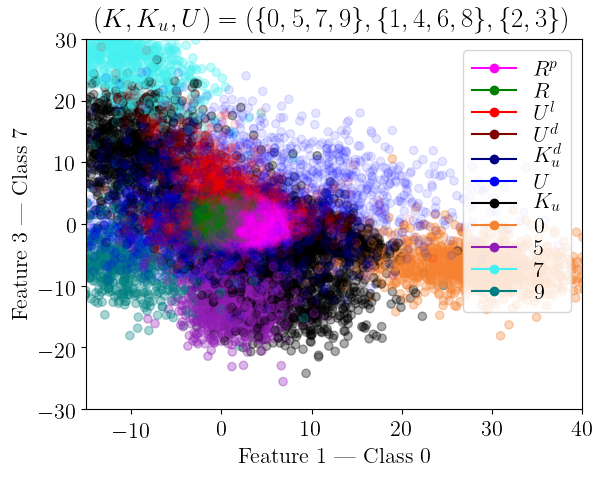 (K, K_u, U) = ({0, 5, 7, 9}, {1, 4, 6, 8}, {2, 3})
30
20
10
0
−10
−20
−30
Feature 3 — Class 7
R^p
R
U^l
U^d
K_u^d
U
K_u
0
5
7
9
−10
0
10
20
30
40
Feature 1 — Class 0